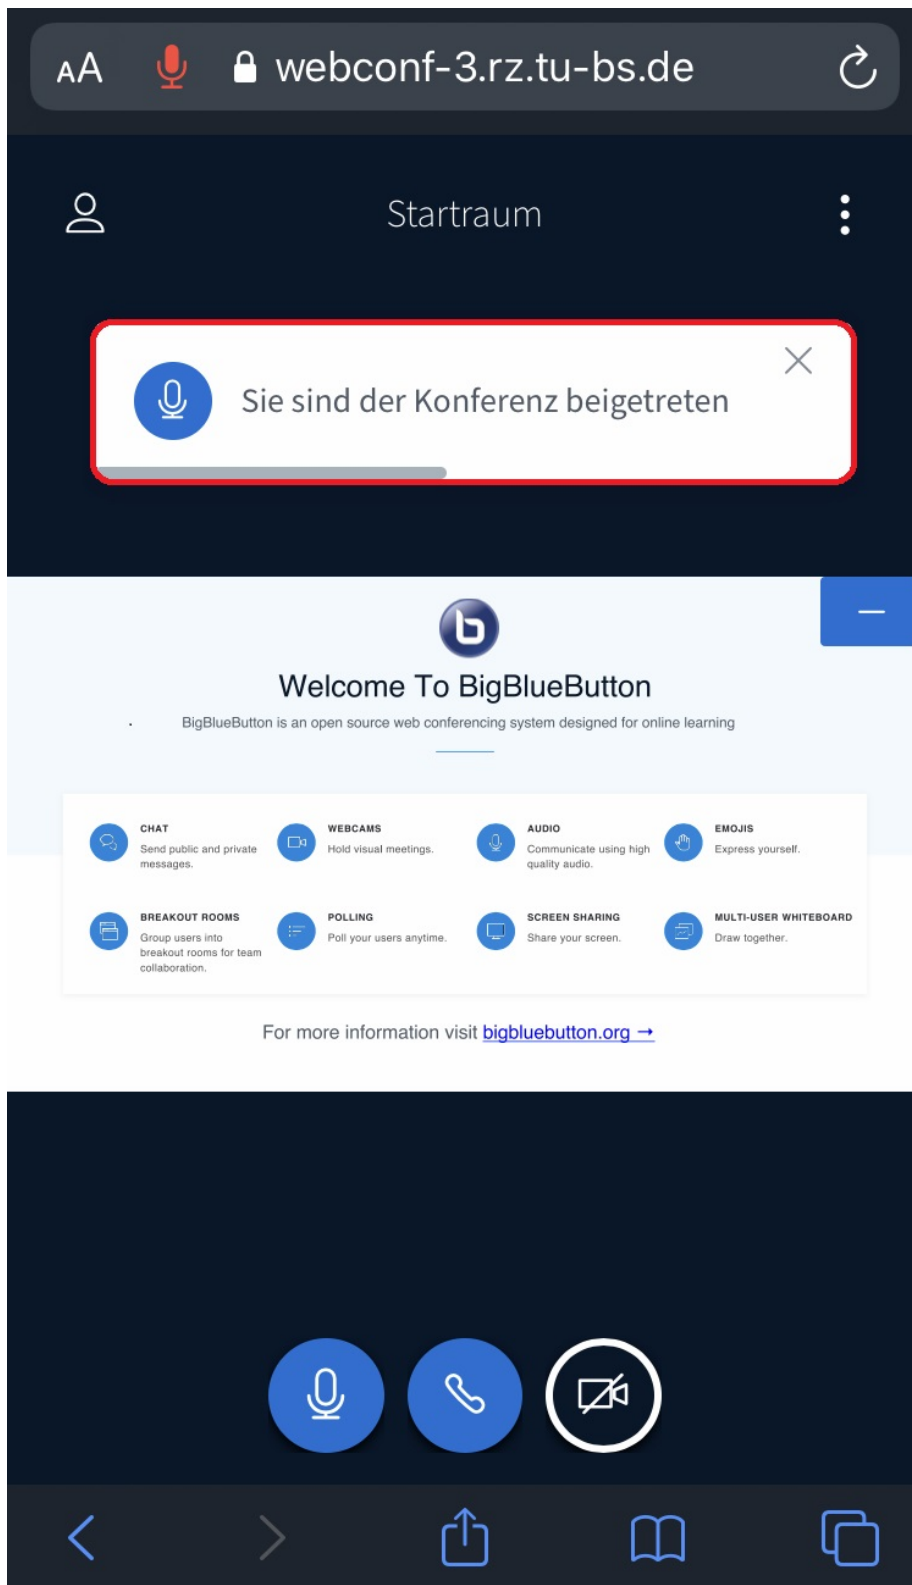 AA webconf-3.rz.tu-bs.de
Startraum
Sie sind der Konferenz beigetreten
Welcome To BigBlueButton
. BigBlueButton is an open source web conferencing system designed for online learning
CHAT
Send public and private
messages.
WEBCAMS
Hold visual meetings.
AUDIO
Communicate using high
quality audio.
EMOJIS
Express yourself.
BREAKOUT ROOMS
Group users into
breakout rooms for team
collaboration.
POLLING
Poll your users anytime.
SCREEN SHARING
Share your screen.
MULTI-USER WHITEBOARD
Draw together.
For more information visit bigbluebutton.org →